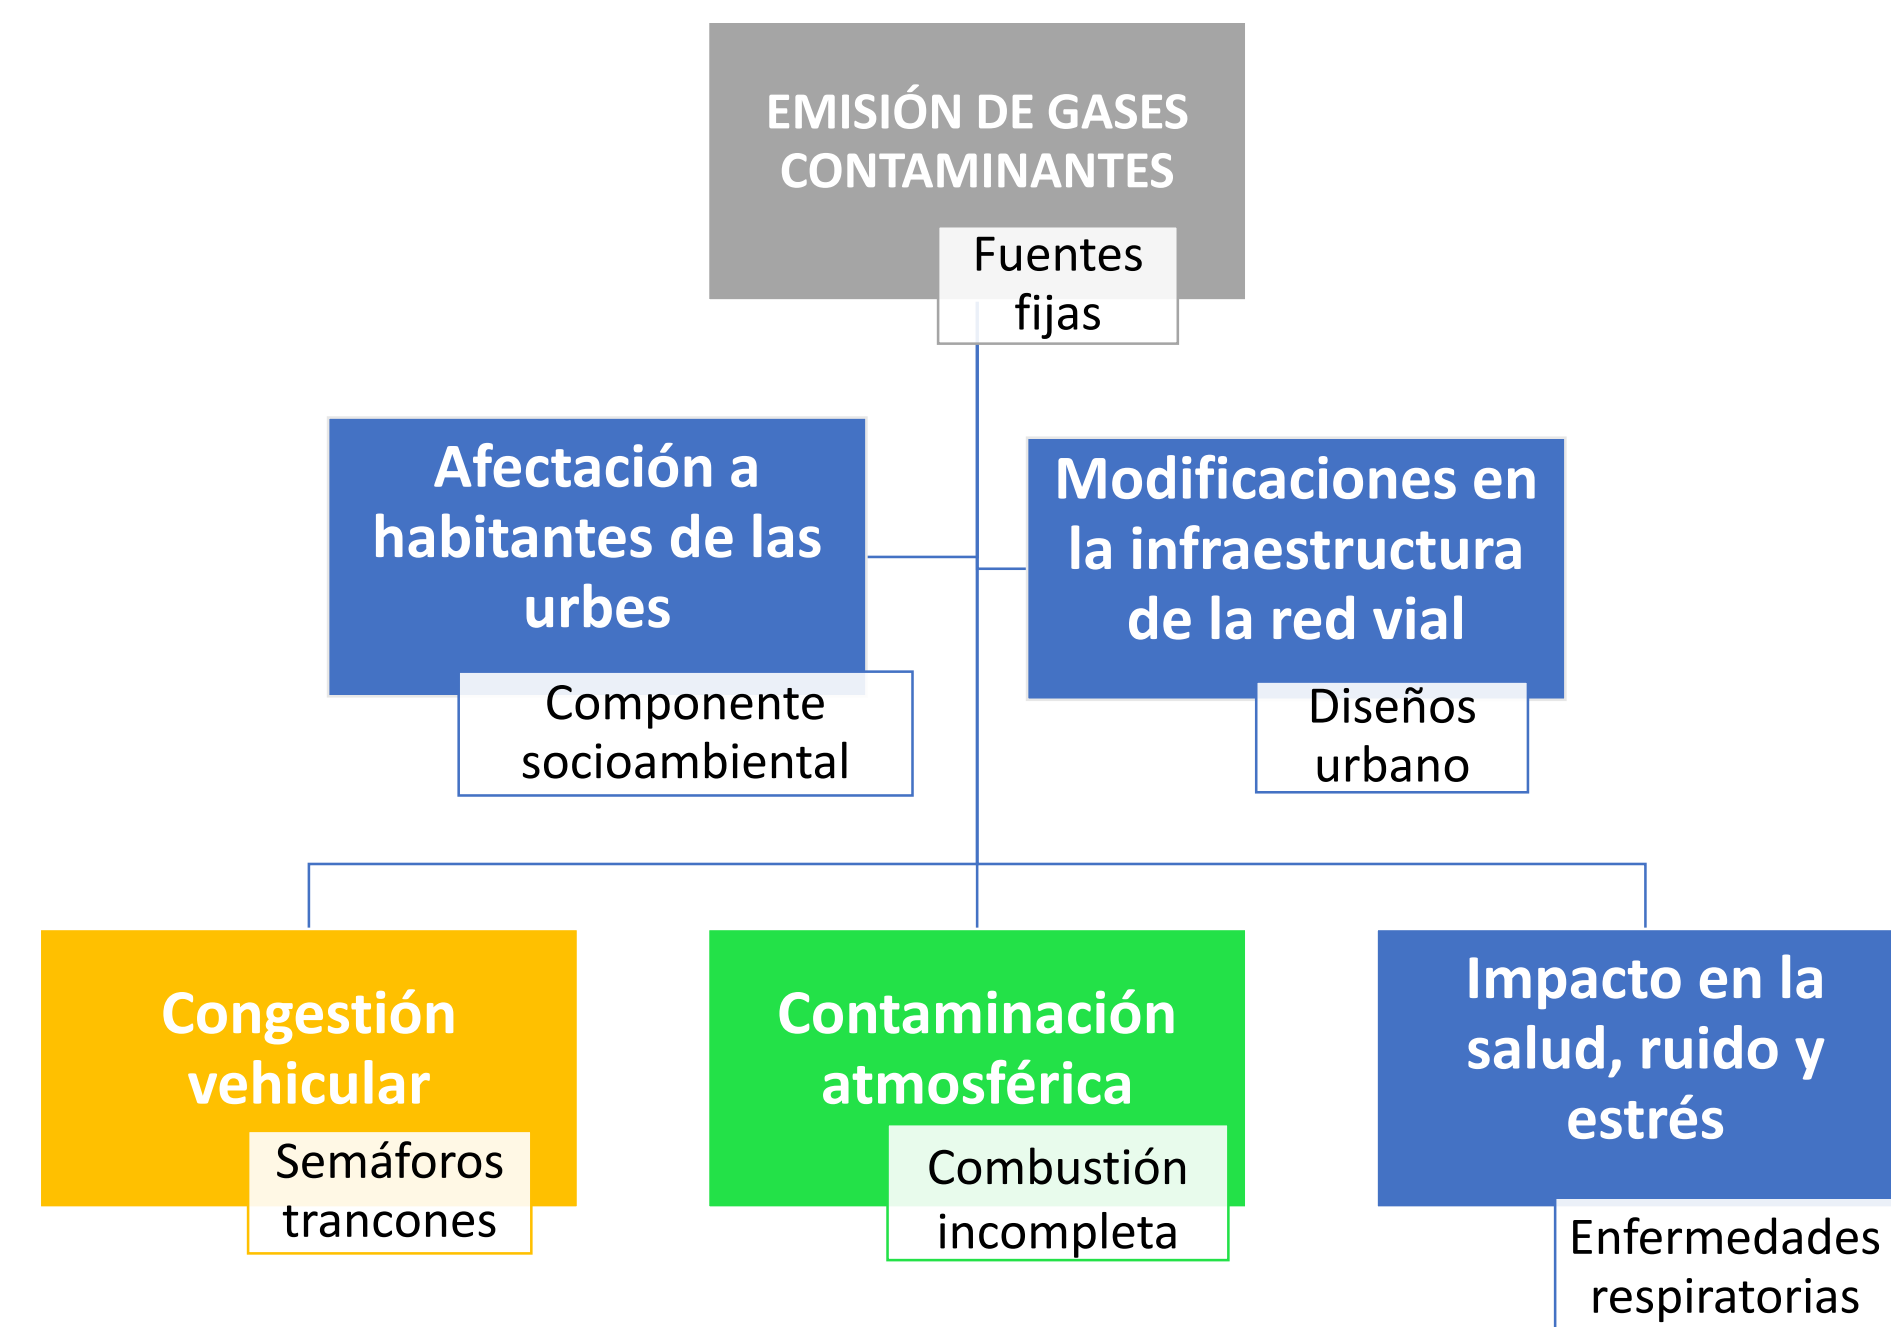 EMISIÓN DE GASES
CONTAMINANTES
Fuentes
fijas
Afectación a
habitantes de las
urbes
Componente
socioambiental
Modificaciones en
la infraestructura
de la red vial
Diseños
urbano
Congestión
vehicular
Semáforos
trancones
Contaminación
atmosférica
Combustión
incompleta
Impacto en la
salud, ruido y
estrés
Enfermedades
respiratorias